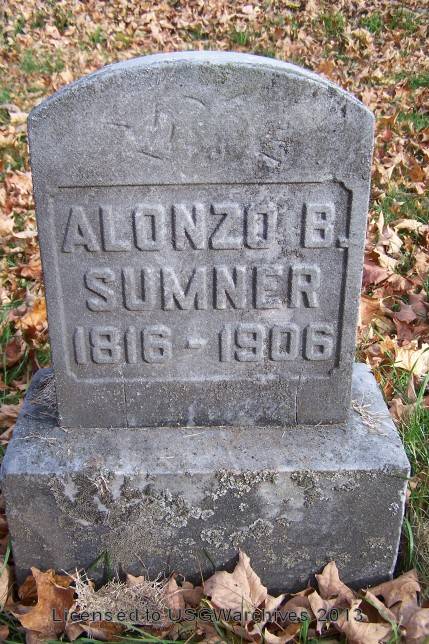 ALONZO B.
SUMNER
1816 - 1906
Licensed to USGWarchives 2013